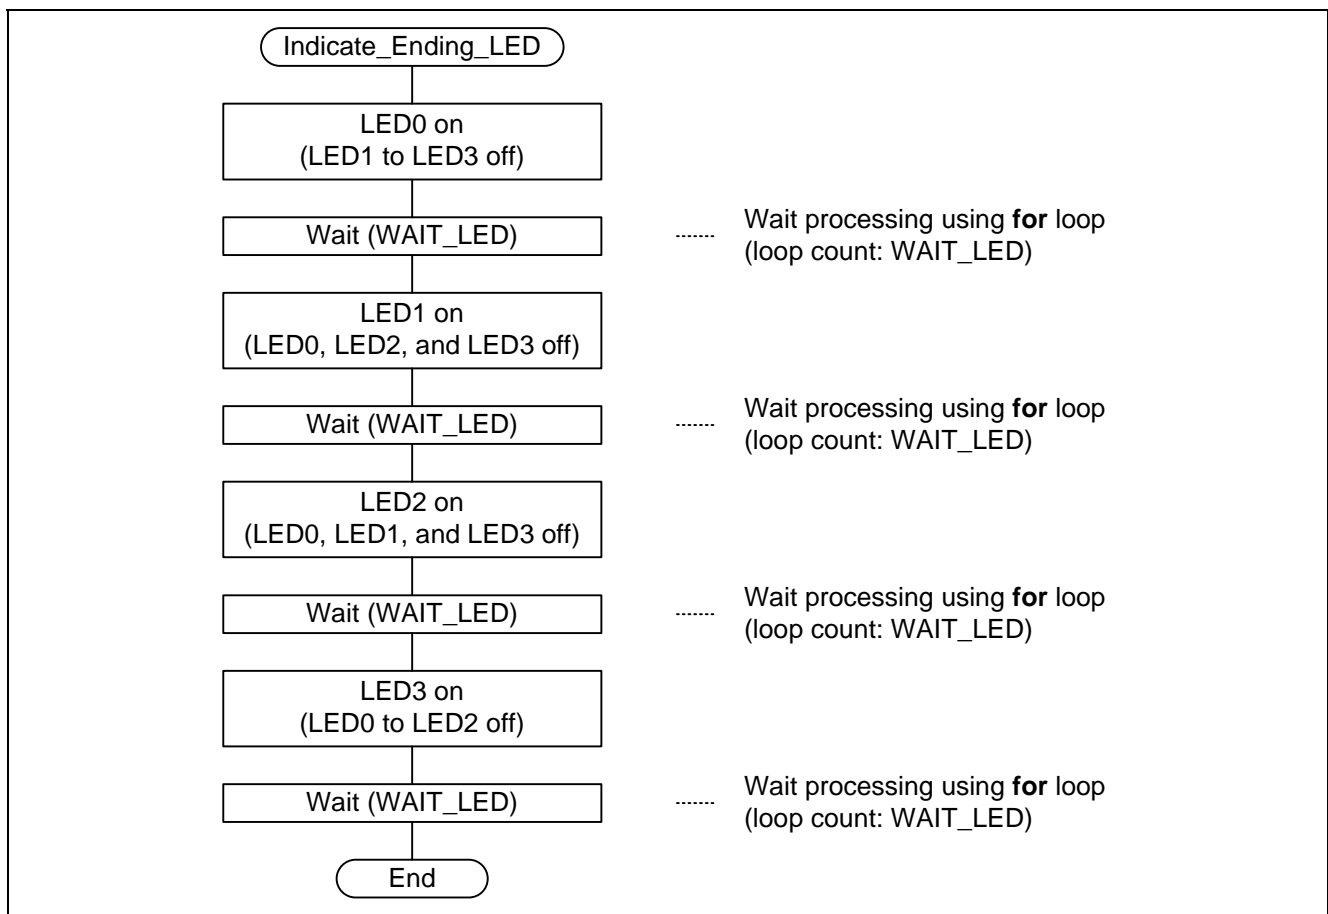 Indicate_Ending_LED
LED0 on
(LED1 to LED3 off)
Wait (WAIT_LED)
Wait processing using for loop
(loop count: WAIT_LED)
LED1 on
(LED0, LED2, and LED3 off)
Wait (WAIT_LED)
Wait processing using for loop
(loop count: WAIT_LED)
LED2 on
(LED0, LED1, and LED3 off)
Wait (WAIT_LED)
Wait processing using for loop
(loop count: WAIT_LED)
LED3 on
(LED0 to LED2 off)
Wait (WAIT_LED)
Wait processing using for loop
(loop count: WAIT_LED)
End